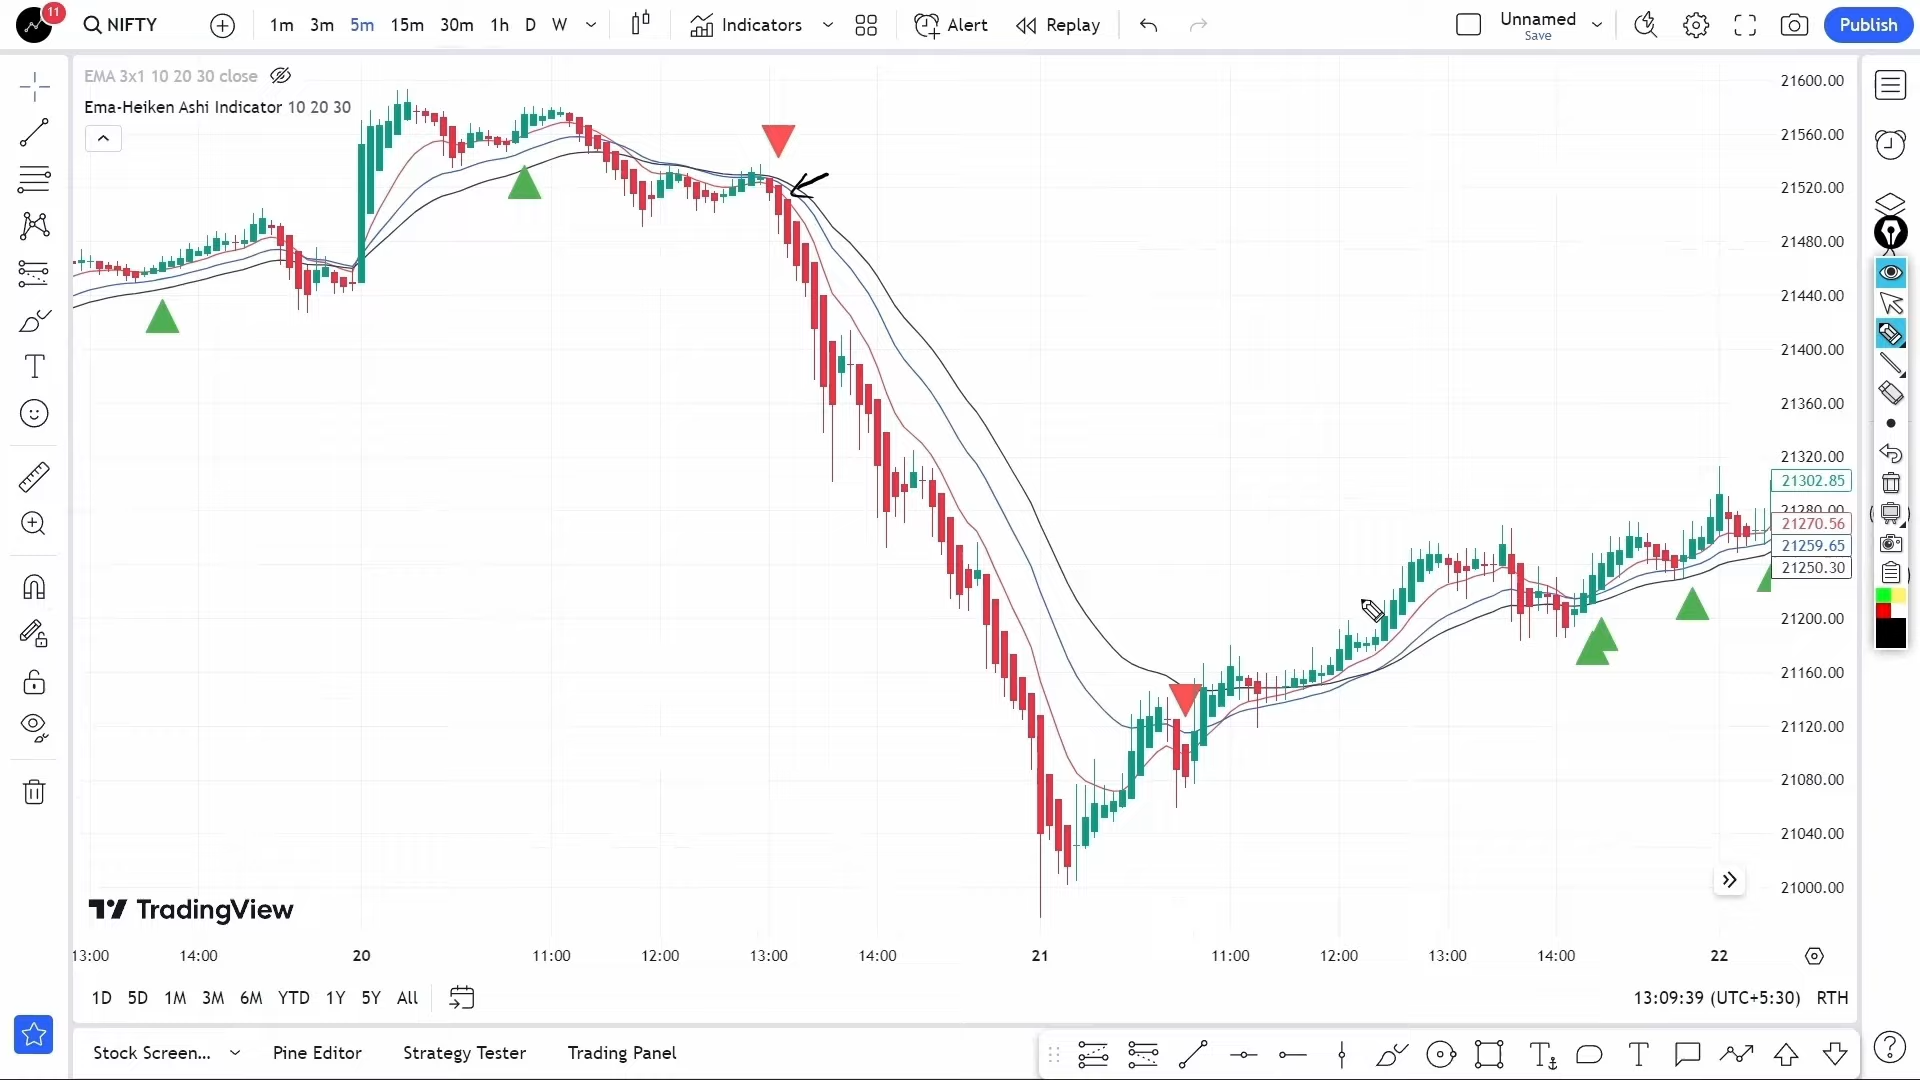 11
NIFTY
1m 3m 5m 15m 30m 1h D W
Indicators
Alert
Replay
Unnamed
Save
Publish
EMA 3x1 10 20 30 close
Ema-Heiken Ashi Indicator 10 20 30
21600.00
21560.00
21520.00
21480.00
21440.00
21400.00
21360.00
21320.00
21302.85
21280.00
21270.56
21259.65
21250.30
21200.00
21160.00
21120.00
21080.00
21040.00
21000.00
TradingView
13:00 14:00 20 11:00 12:00 13:00 14:00 21 11:00 12:00 13:00 14:00 22
1D 5D 1M 3M 6M YTD 1Y 5Y All
13:09:39 (UTC+5:30) RTH
Stock Screen... Pine Editor Strategy Tester Trading Panel